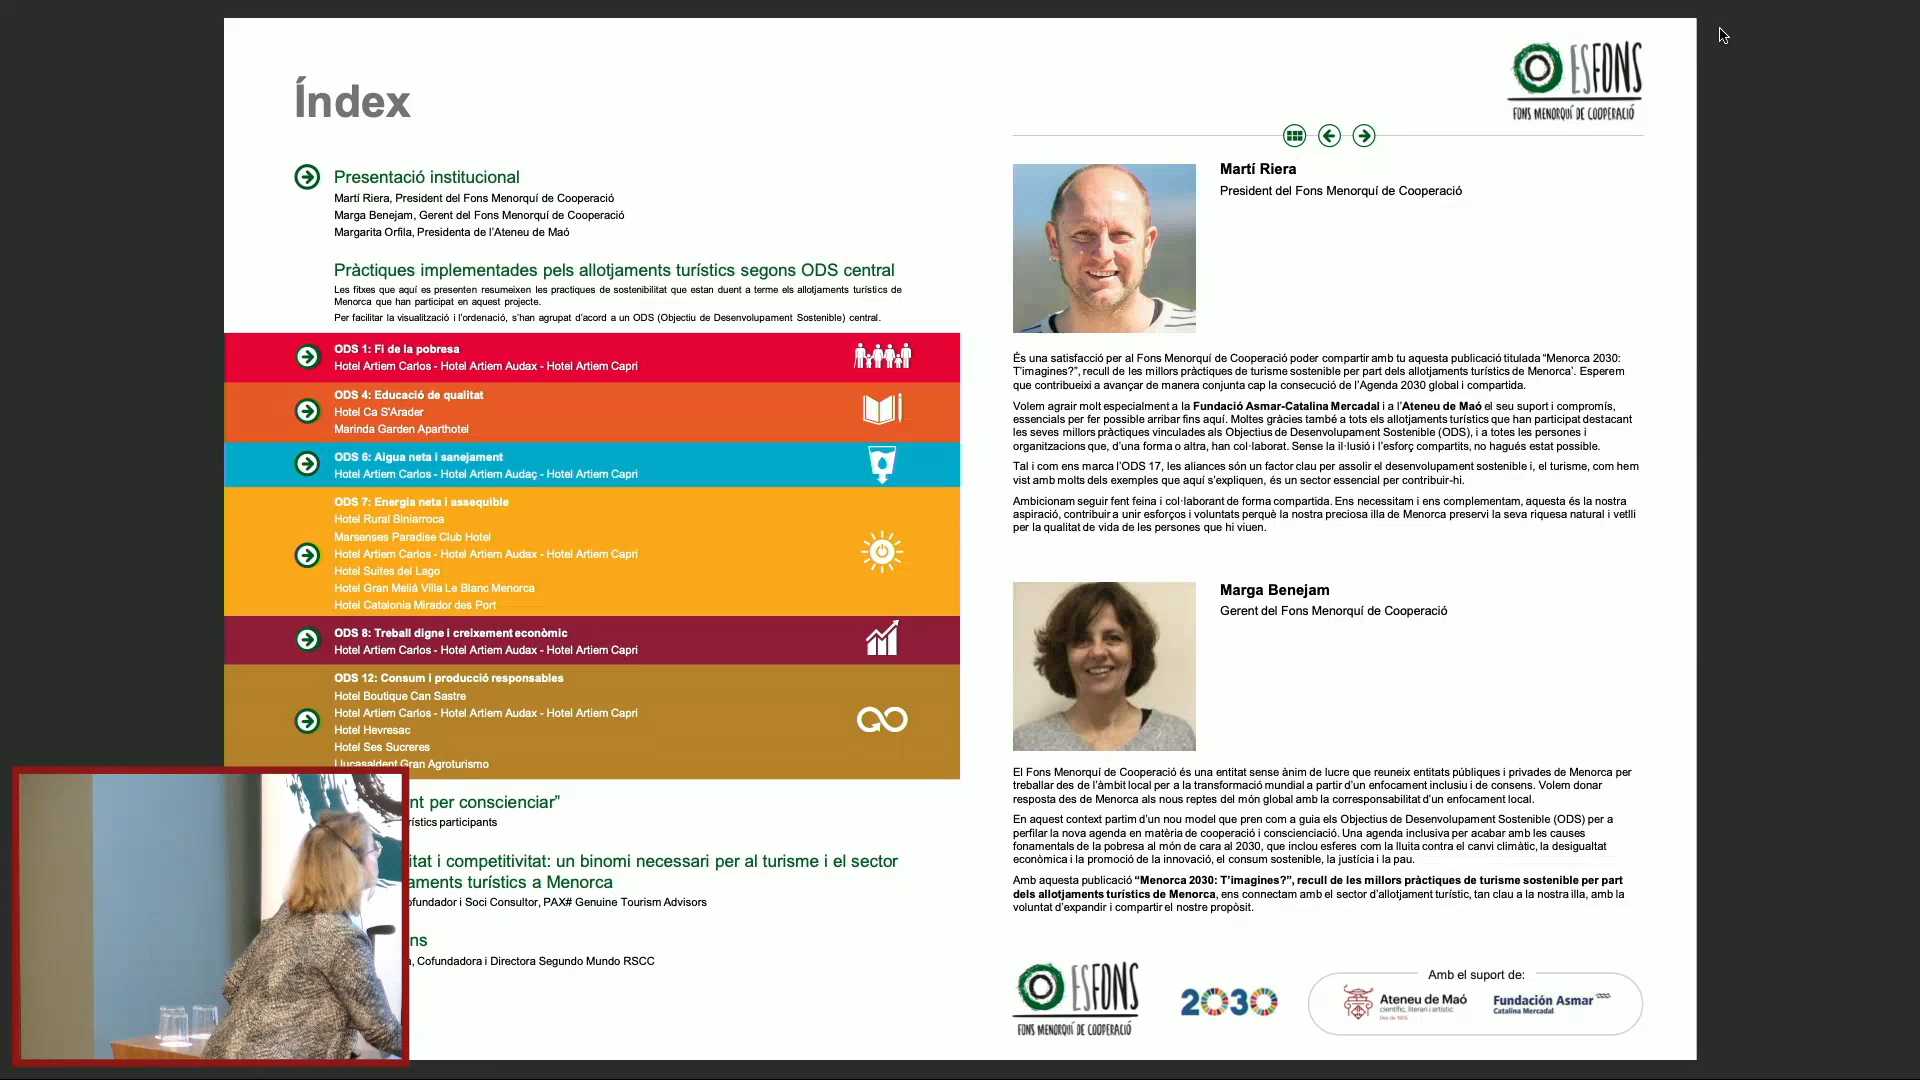 Índex
Presentació institucional
Martí Riera, President del Fons Menorquí de Cooperació
Marga Benejam, Gerent del Fons Menorquí de Cooperació
Margarita Orfila, Presidenta de l'Ateneu de Maó
Pràctiques implementades pels allotjaments turístics segons ODS central
Les fitxes que aquí es presenten resumeixen les practiques de sostenibilitat que estan duent a terme els allotjaments turístics de
Menorca que han participat en aquest projecte.
Per facilitar la visualització i l'ordenació, s'han agrupat d'acord a un ODS (Objectiu de Desenvolupament Sostenible) central.
ODS 1: Fi de la pobresa
Hotel Artiem Carlos - Hotel Artiem Audax - Hotel Artiem Capri
ODS 4: Educació de qualitat
Hotel Ca S'Arader
Marinda Garden Aparthotel
ODS 6: Aigua neta i sanejament
Hotel Artiem Carlos - Hotel Artiem Audaç - Hotel Artiem Capri
ODS 7: Energia neta i assequible
Hotel Rural Biniarroca
Marsenses Paradise Club Hotel
Hotel Artiem Carlos - Hotel Artiem Audax - Hotel Artiem Capri
Hotel Suites del Lago
Hotel Gran Meliá Villa Le Blanc Menorca
Hotel Catalonia Mirador des Port
ODS 8: Treball digne i creixement econòmic
Hotel Artiem Carlos - Hotel Artiem Audax - Hotel Artiem Capri
ODS 12: Consum i producció responsables
Hotel Boutique Can Sastre
Hotel Artiem Carlos - Hotel Artiem Audax - Hotel Artiem Capri
Hotel Hevresac
Hotel Ses Sucreres
Llucasaldent Gran Agroturismo
nt per conscienciar”
rístics participants
itat i competitivitat: un binomi necessari per al turisme i el sector
aments turístics a Menorca
ofundador i Soci Consultor, PAX# Genuine Tourism Advisors
ns
a, Cofundadora i Directora Segundo Mundo RSCC
ESFONS
FONS MENORQUÍ DE COOPERACIÓ
Martí Riera
President del Fons Menorquí de Cooperació
És una satisfacció per al Fons Menorquí de Cooperació poder compartir amb tu aquesta publicació titulada “Menorca 2030:
T'imagines?”, recull de les millors pràctiques de turisme sostenible per part dels allotjaments turístics de Menorca’. Esperem
que contribueixi a avançar de manera conjunta cap la consecució de l'Agenda 2030 global i compartida.
Volem agrair molt especialment a la Fundació Asmar-Catalina Mercadal i a l'Ateneu de Maó el seu suport i compromís,
essencials per fer possible arribar fins aquí. Moltes gràcies també a tots els allotjaments turístics que han participat destacant
les seves millors pràctiques vinculades als Objectius de Desenvolupament Sostenible (ODS), i a totes les persones i
organitzacions que, d'una forma o altra, han col·laborat. Sense la il·lusió i l'esforç compartits, no hagués estat possible.
Tal i com ens marca l'ODS 17, les aliances són un factor clau per assolir el desenvolupament sostenible i, el turisme, com hem
vist amb molts dels exemples que aquí s'expliquen, és un sector essencial per contribuir-hi.
Ambicionam seguir fent feina i col·laborant de forma compartida. Ens necessitam i ens complementam, aquesta és la nostra
aspiració, contribuir a unir esforços i voluntats perquè la nostra preciosa illa de Menorca preservi la seva riquesa natural i vetlli
per la qualitat de vida de les persones que hi viuen.
Marga Benejam
Gerent del Fons Menorquí de Cooperació
El Fons Menorquí de Cooperació és una entitat sense ànim de lucre que reuneix entitats públiques i privades de Menorca per
treballar des de l'àmbit local per a la transformació mundial a partir d'un enfocament inclusiu i de consens. Volem donar
resposta des de Menorca als nous reptes del món global amb la corresponsabilitat d'un enfocament local.
En aquest context partim d'un nou model que pren com a guia els Objectius de Desenvolupament Sostenible (ODS) per a
perfilar la nova agenda en matèria de cooperació i conscienciació. Una agenda inclusiva per acabar amb les causes
fonamentals de la pobresa al món de cara al 2030, que inclou esferes com la lluita contra el canvi climàtic, la desigualtat
econòmica i la promoció de la innovació, el consum sostenible, la justícia i la pau.
Amb aquesta publicació “Menorca 2030: T'imagines?”, recull de les millors pràctiques de turisme sostenible per part
dels allotjaments turístics de Menorca, ens connectam amb el sector d'allotjament turístic, tan clau a la nostra illa, amb la
voluntat d'expandir i compartir el nostre propòsit.
ESFONS
FONS MENORQUÍ DE COOPERACIÓ
2030
Amb el suport de:
Ateneu de Maó
científic, literari i artístic
Des de 1905
Fundación Asmar
Catalina Mercadal